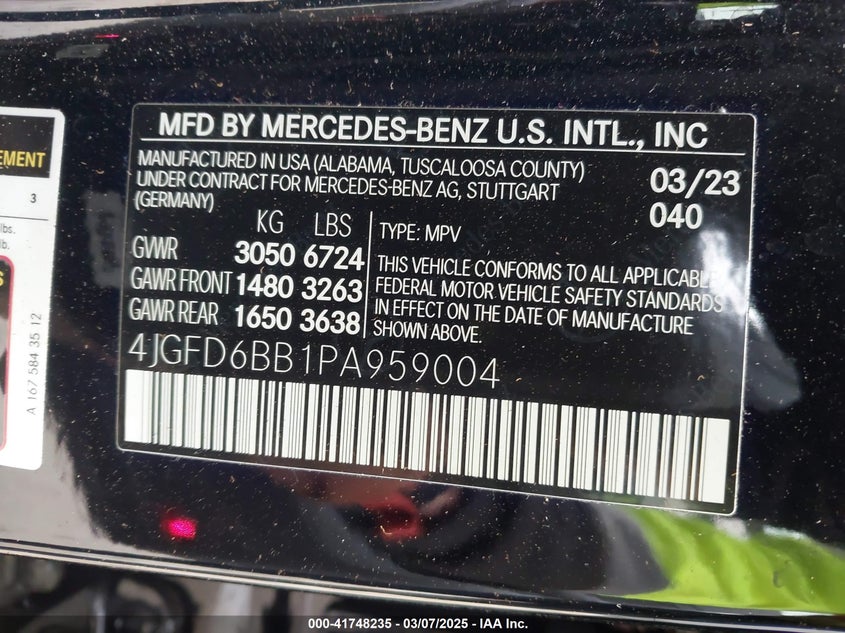 MFD BY MERCEDES-BENZ U.S. INTL., INC
MANUFACTURED IN USA (ALABAMA, TUSCALOOSA COUNTY)
UNDER CONTRACT FOR MERCEDES-BENZ AG, STUTTGART
(GERMANY)
03/23
040
KG LBS
GVWR 3050 6724
GAWR FRONT 1480 3263
GAWR REAR 1650 3638
TYPE: MPV
THIS VEHICLE CONFORMS TO ALL APPLICABLE
FEDERAL MOTOR VEHICLE SAFETY STANDARDS
IN EFFECT ON THE DATE OF MANUFACTURE
SHOWN ABOVE.
4JGFD6BB1PA959004
EMENT
3
lbs.
lb.
S
A 167 584 35 12
000-41748235 - 03/07/2025 - IAA Inc.